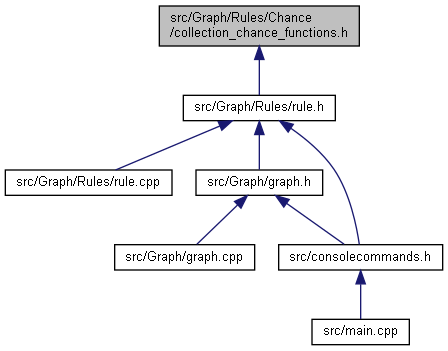 src/Graph/Rules/Chance
/collection_chance_functions.h
src/Graph/Rules/rule.h
src/Graph/Rules/rule.cpp
src/Graph/graph.h
src/Graph/graph.cpp
src/consolecommands.h
src/main.cpp